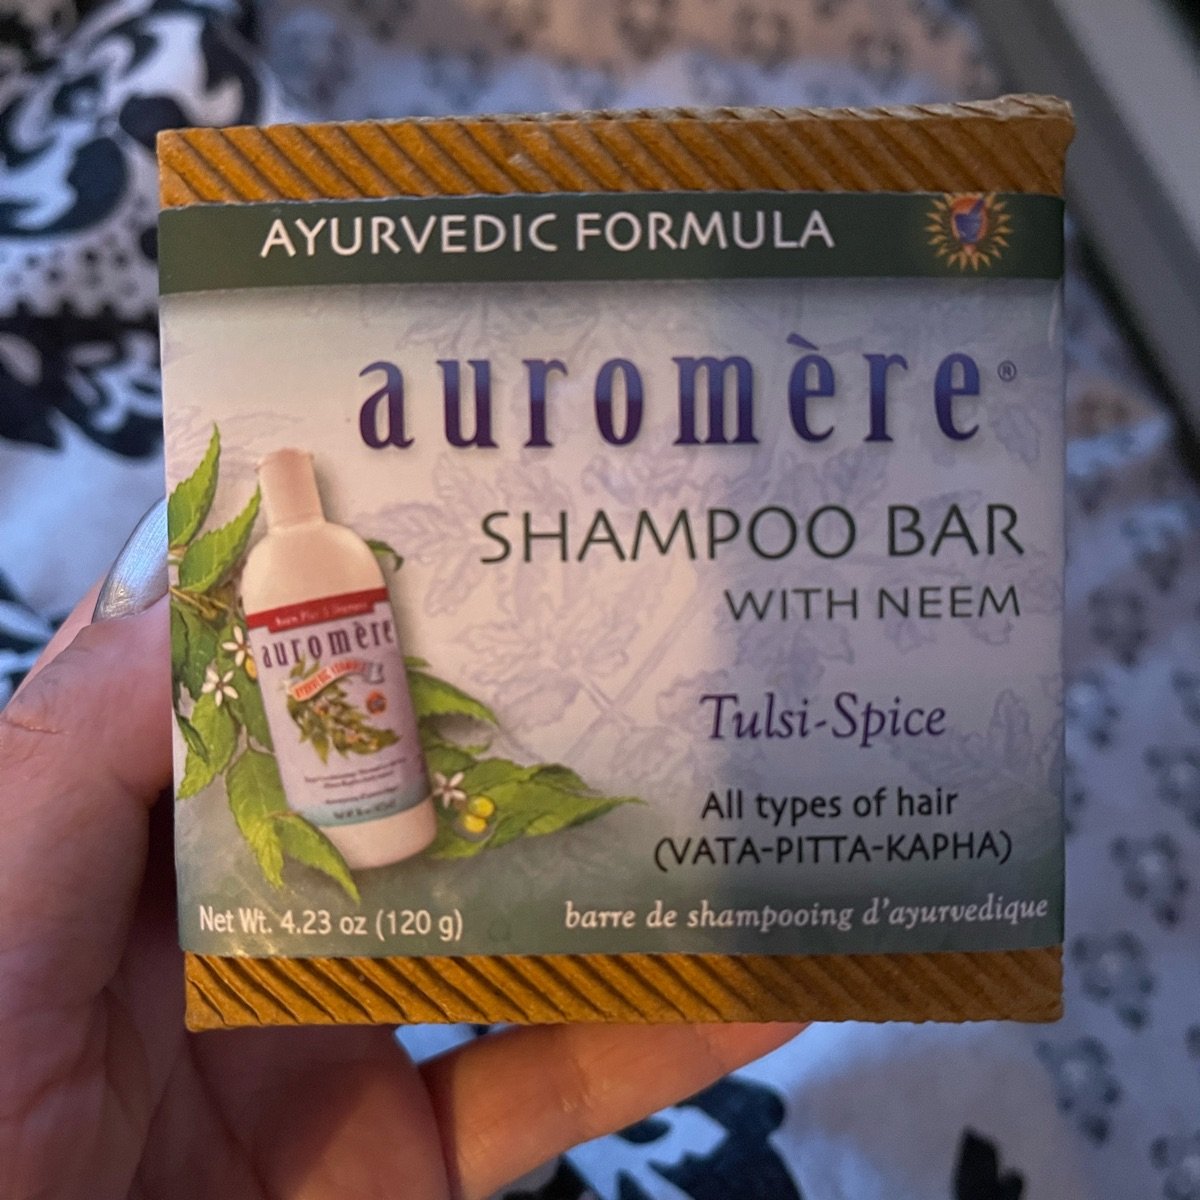 AYURVEDIC FORMULA
auromère®
SHAMPOO BAR
WITH NEEM
Tulsi-Spice
All types of hair
(VATA-PITTA-KAPHA)
Net Wt. 4.23 oz (120 g)
barre de shampooing d'ayurvedique
auromère